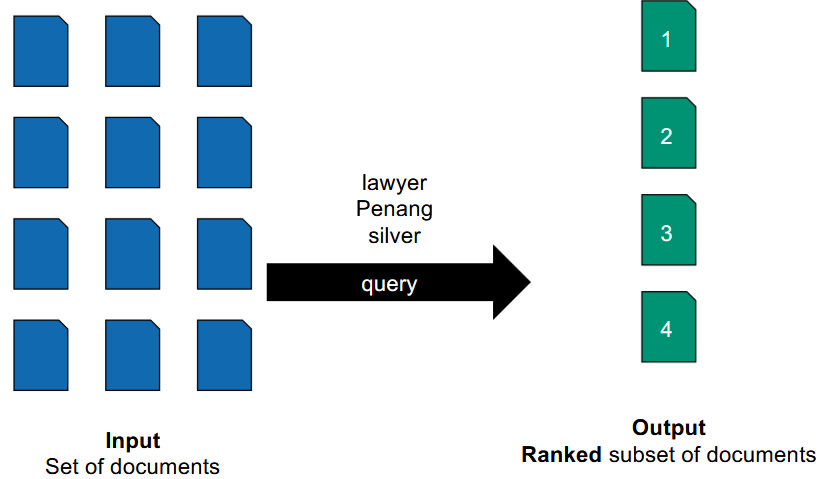 lawyer
Penang
silver
query
Input
Set of documents
1
2
3
4
Output
Ranked subset of documents